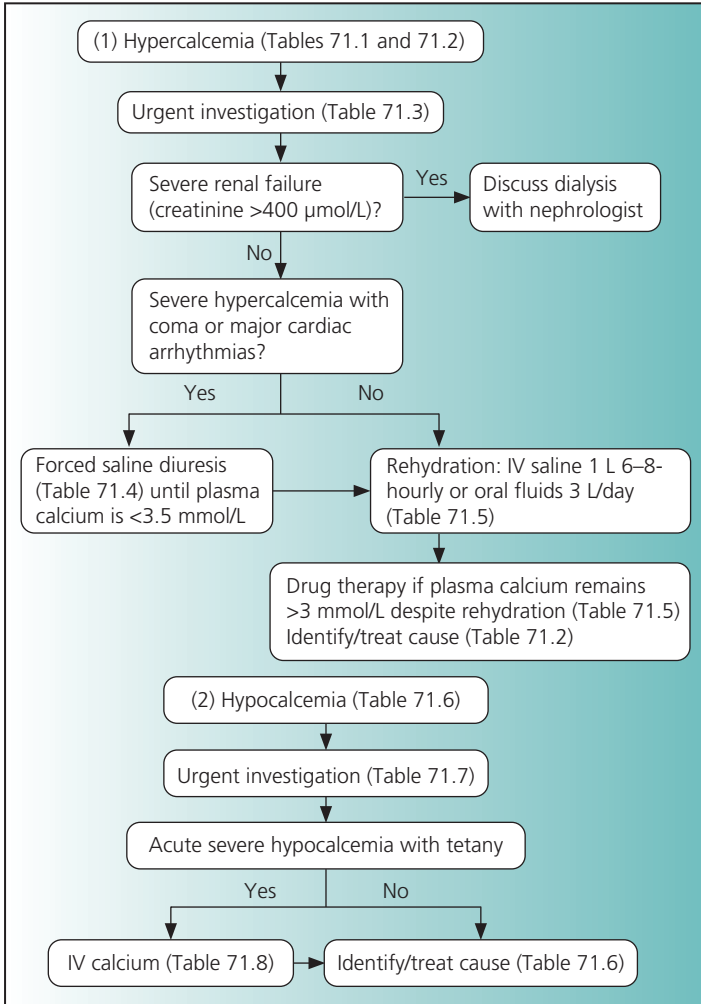 (1) Hypercalcemia (Tables 71.1 and 71.2)
Urgent investigation (Table 71.3)
Severe renal failure
(creatinine >400 µmol/L)?
Yes
Discuss dialysis
with nephrologist
No
Severe hypercalcemia with
coma or major cardiac
arrhythmias?
Yes
No
Forced saline diuresis
(Table 71.4) until plasma
calcium is <3.5 mmol/L
Rehydration: IV saline 1 L 6–8-
hourly or oral fluids 3 L/day
(Table 71.5)
Drug therapy if plasma calcium remains
>3 mmol/L despite rehydration (Table 71.5)
Identify/treat cause (Table 71.2)
(2) Hypocalcemia (Table 71.6)
Urgent investigation (Table 71.7)
Acute severe hypocalcemia with tetany
Yes
No
IV calcium (Table 71.8)
Identify/treat cause (Table 71.6)